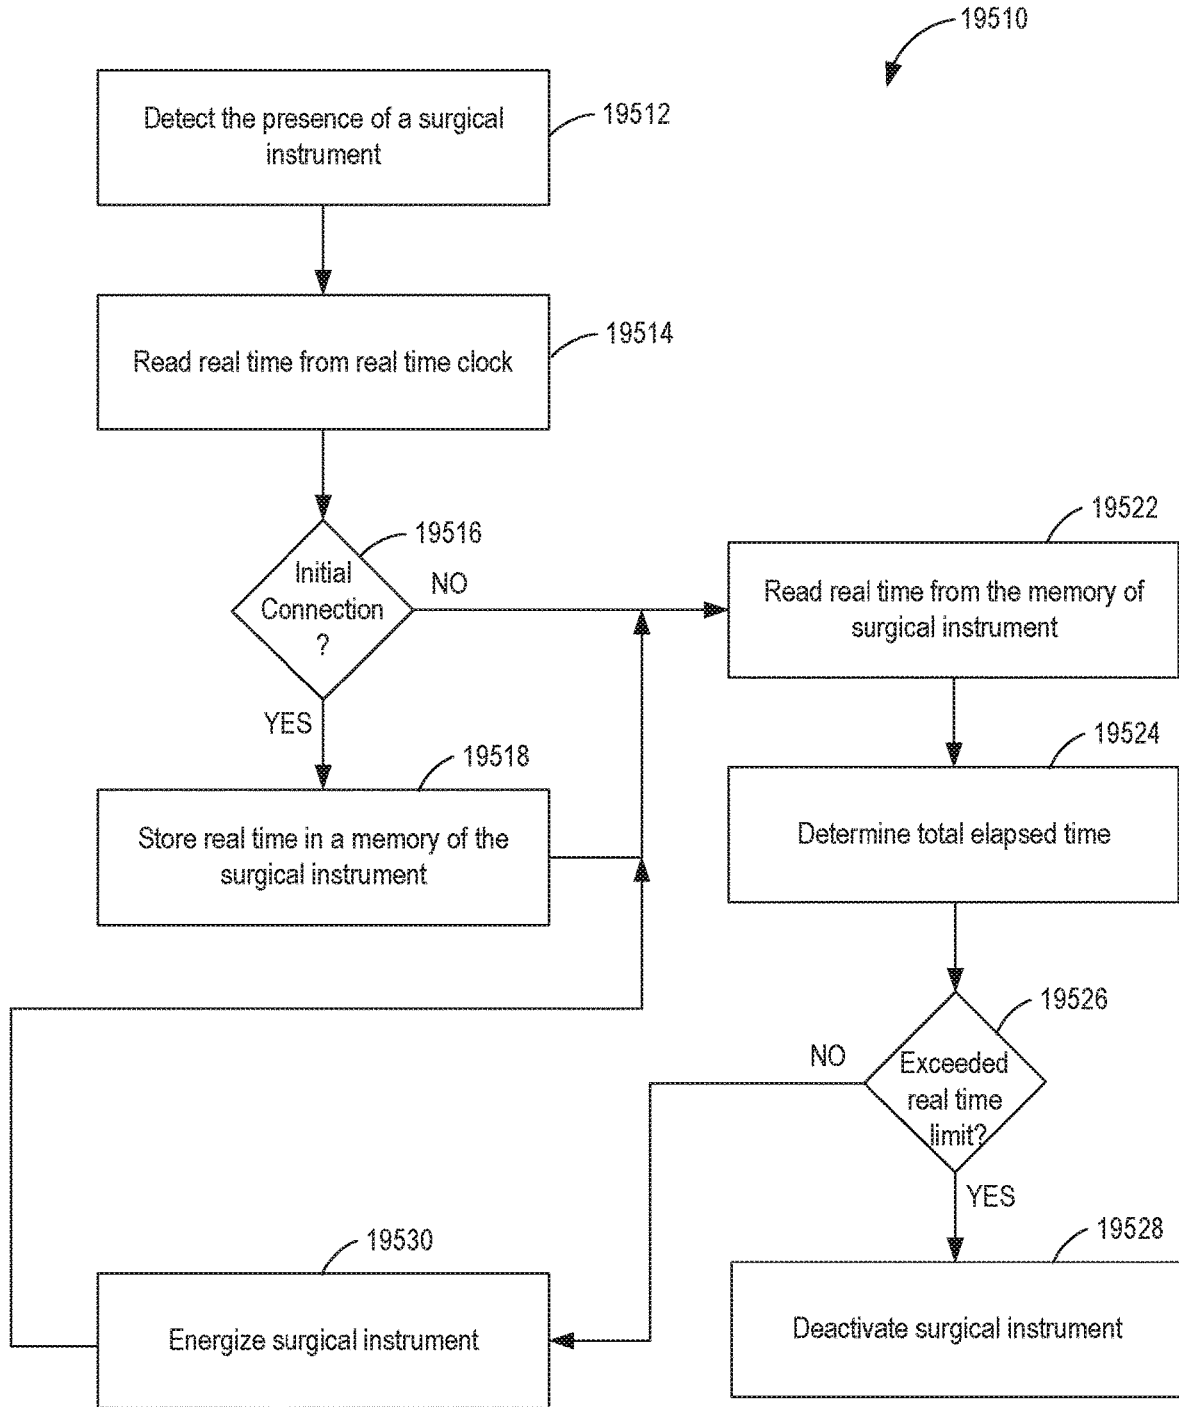 19510
Detect the presence of a surgical
instrument
19512
Read real time from real time clock
19514
19516
Initial
Connection
?
NO
YES
19518
Store real time in a memory of the
surgical instrument
19522
Read real time from the memory of
surgical instrument
19524
Determine total elapsed time
19526
Exceeded
real time
limit?
NO
YES
19528
Deactivate surgical instrument
19530
Energize surgical instrument